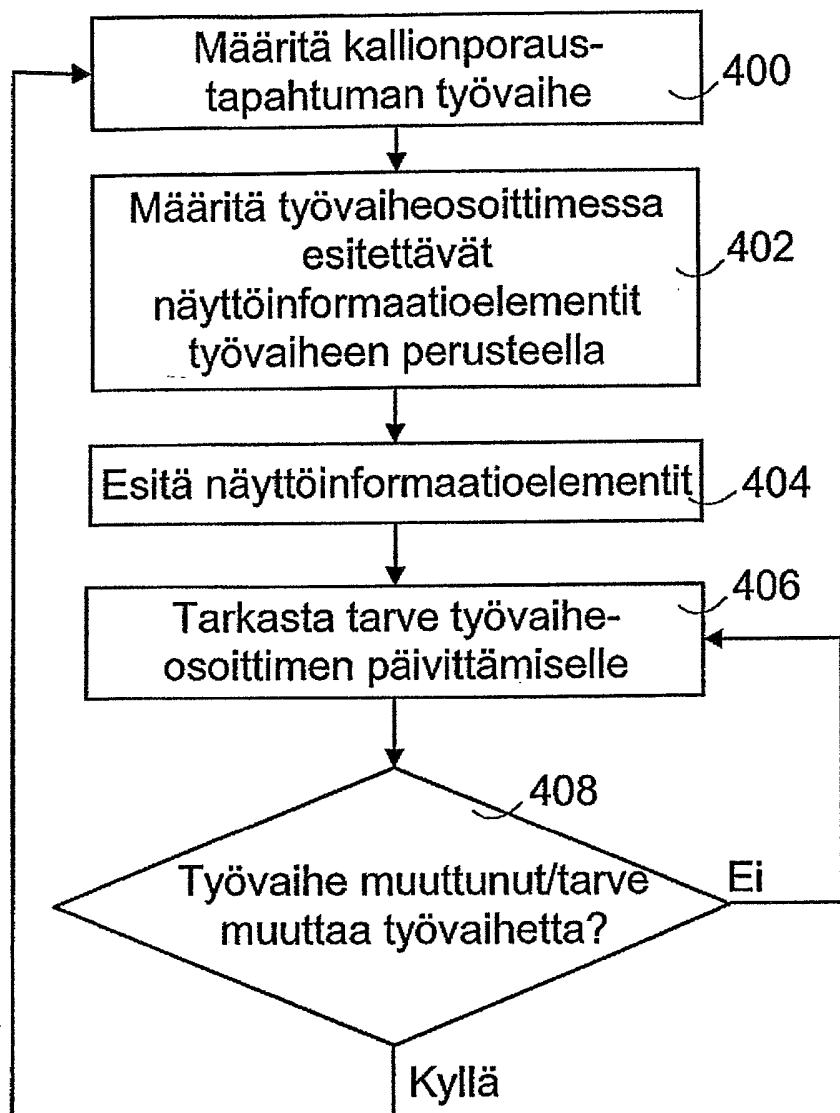 Määritä kallionporaus-
tapahtuman työvaihe
400
Määritä työvaiheosoittimessa
esitettävät
näyttöinformaatioelementit
työvaiheen perusteella
402
Esitä näyttöinformaatioelementit
404
406
Tarkasta tarve työvaihe-
osoittimen päivittämiselle
408
Työvaihe muuttunut/tarve
muuttaa työvaihetta?
Ei
Kyllä